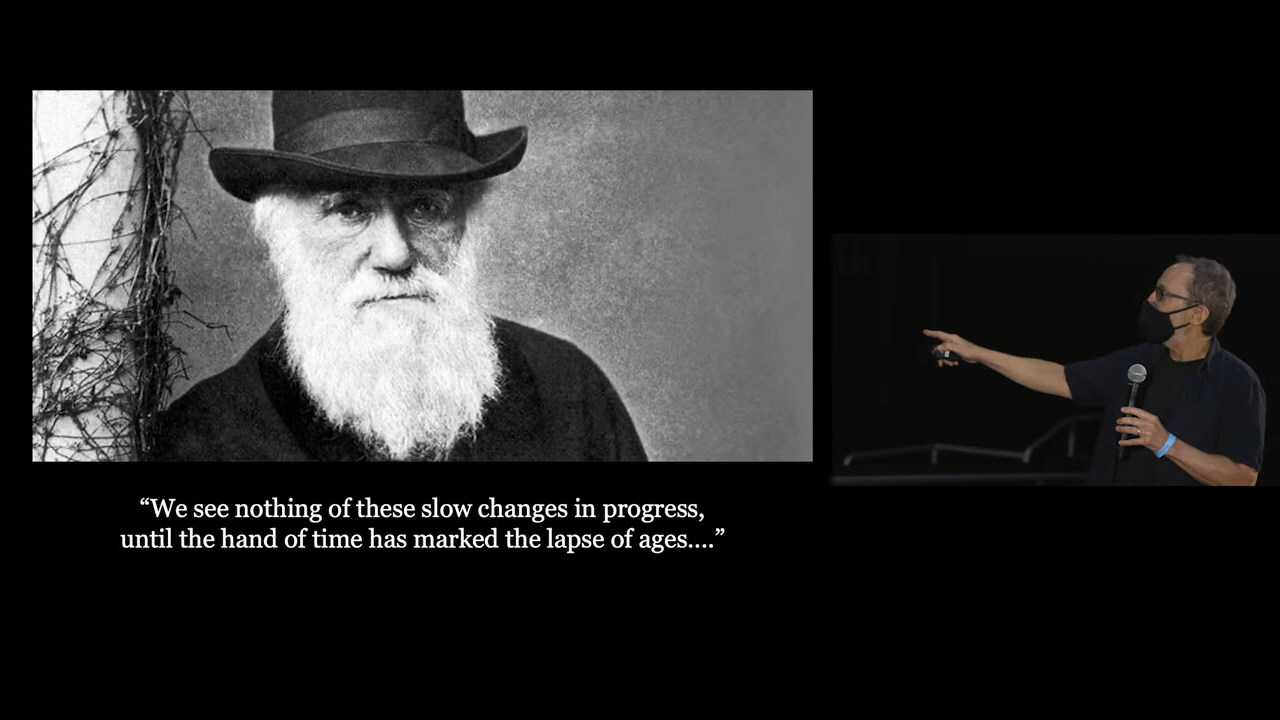 “We see nothing of these slow changes in progress,
until the hand of time has marked the lapse of ages....”